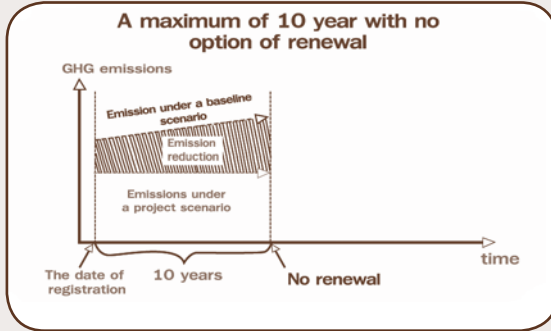 A maximum of 10 year with no
option of renewal
GHG emissions
Emission under a baseline
scenario
Emission
reduction
Emissions under
a project scenario
time
The date of
registration
10 years
No renewal